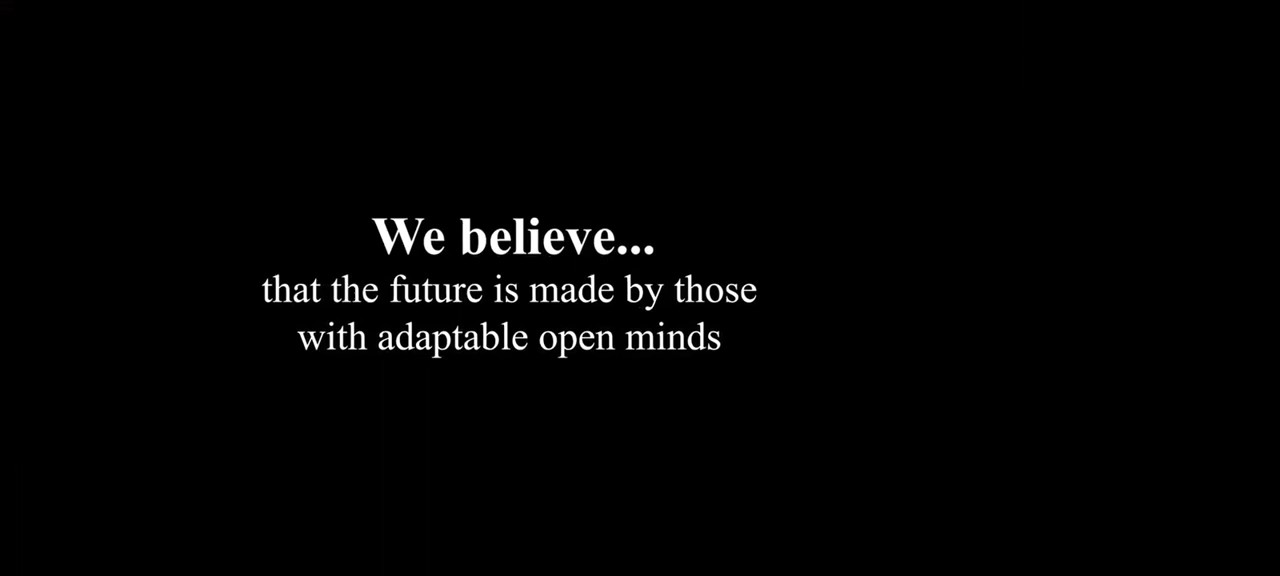 We believe...
that the future is made by those
with adaptable open minds